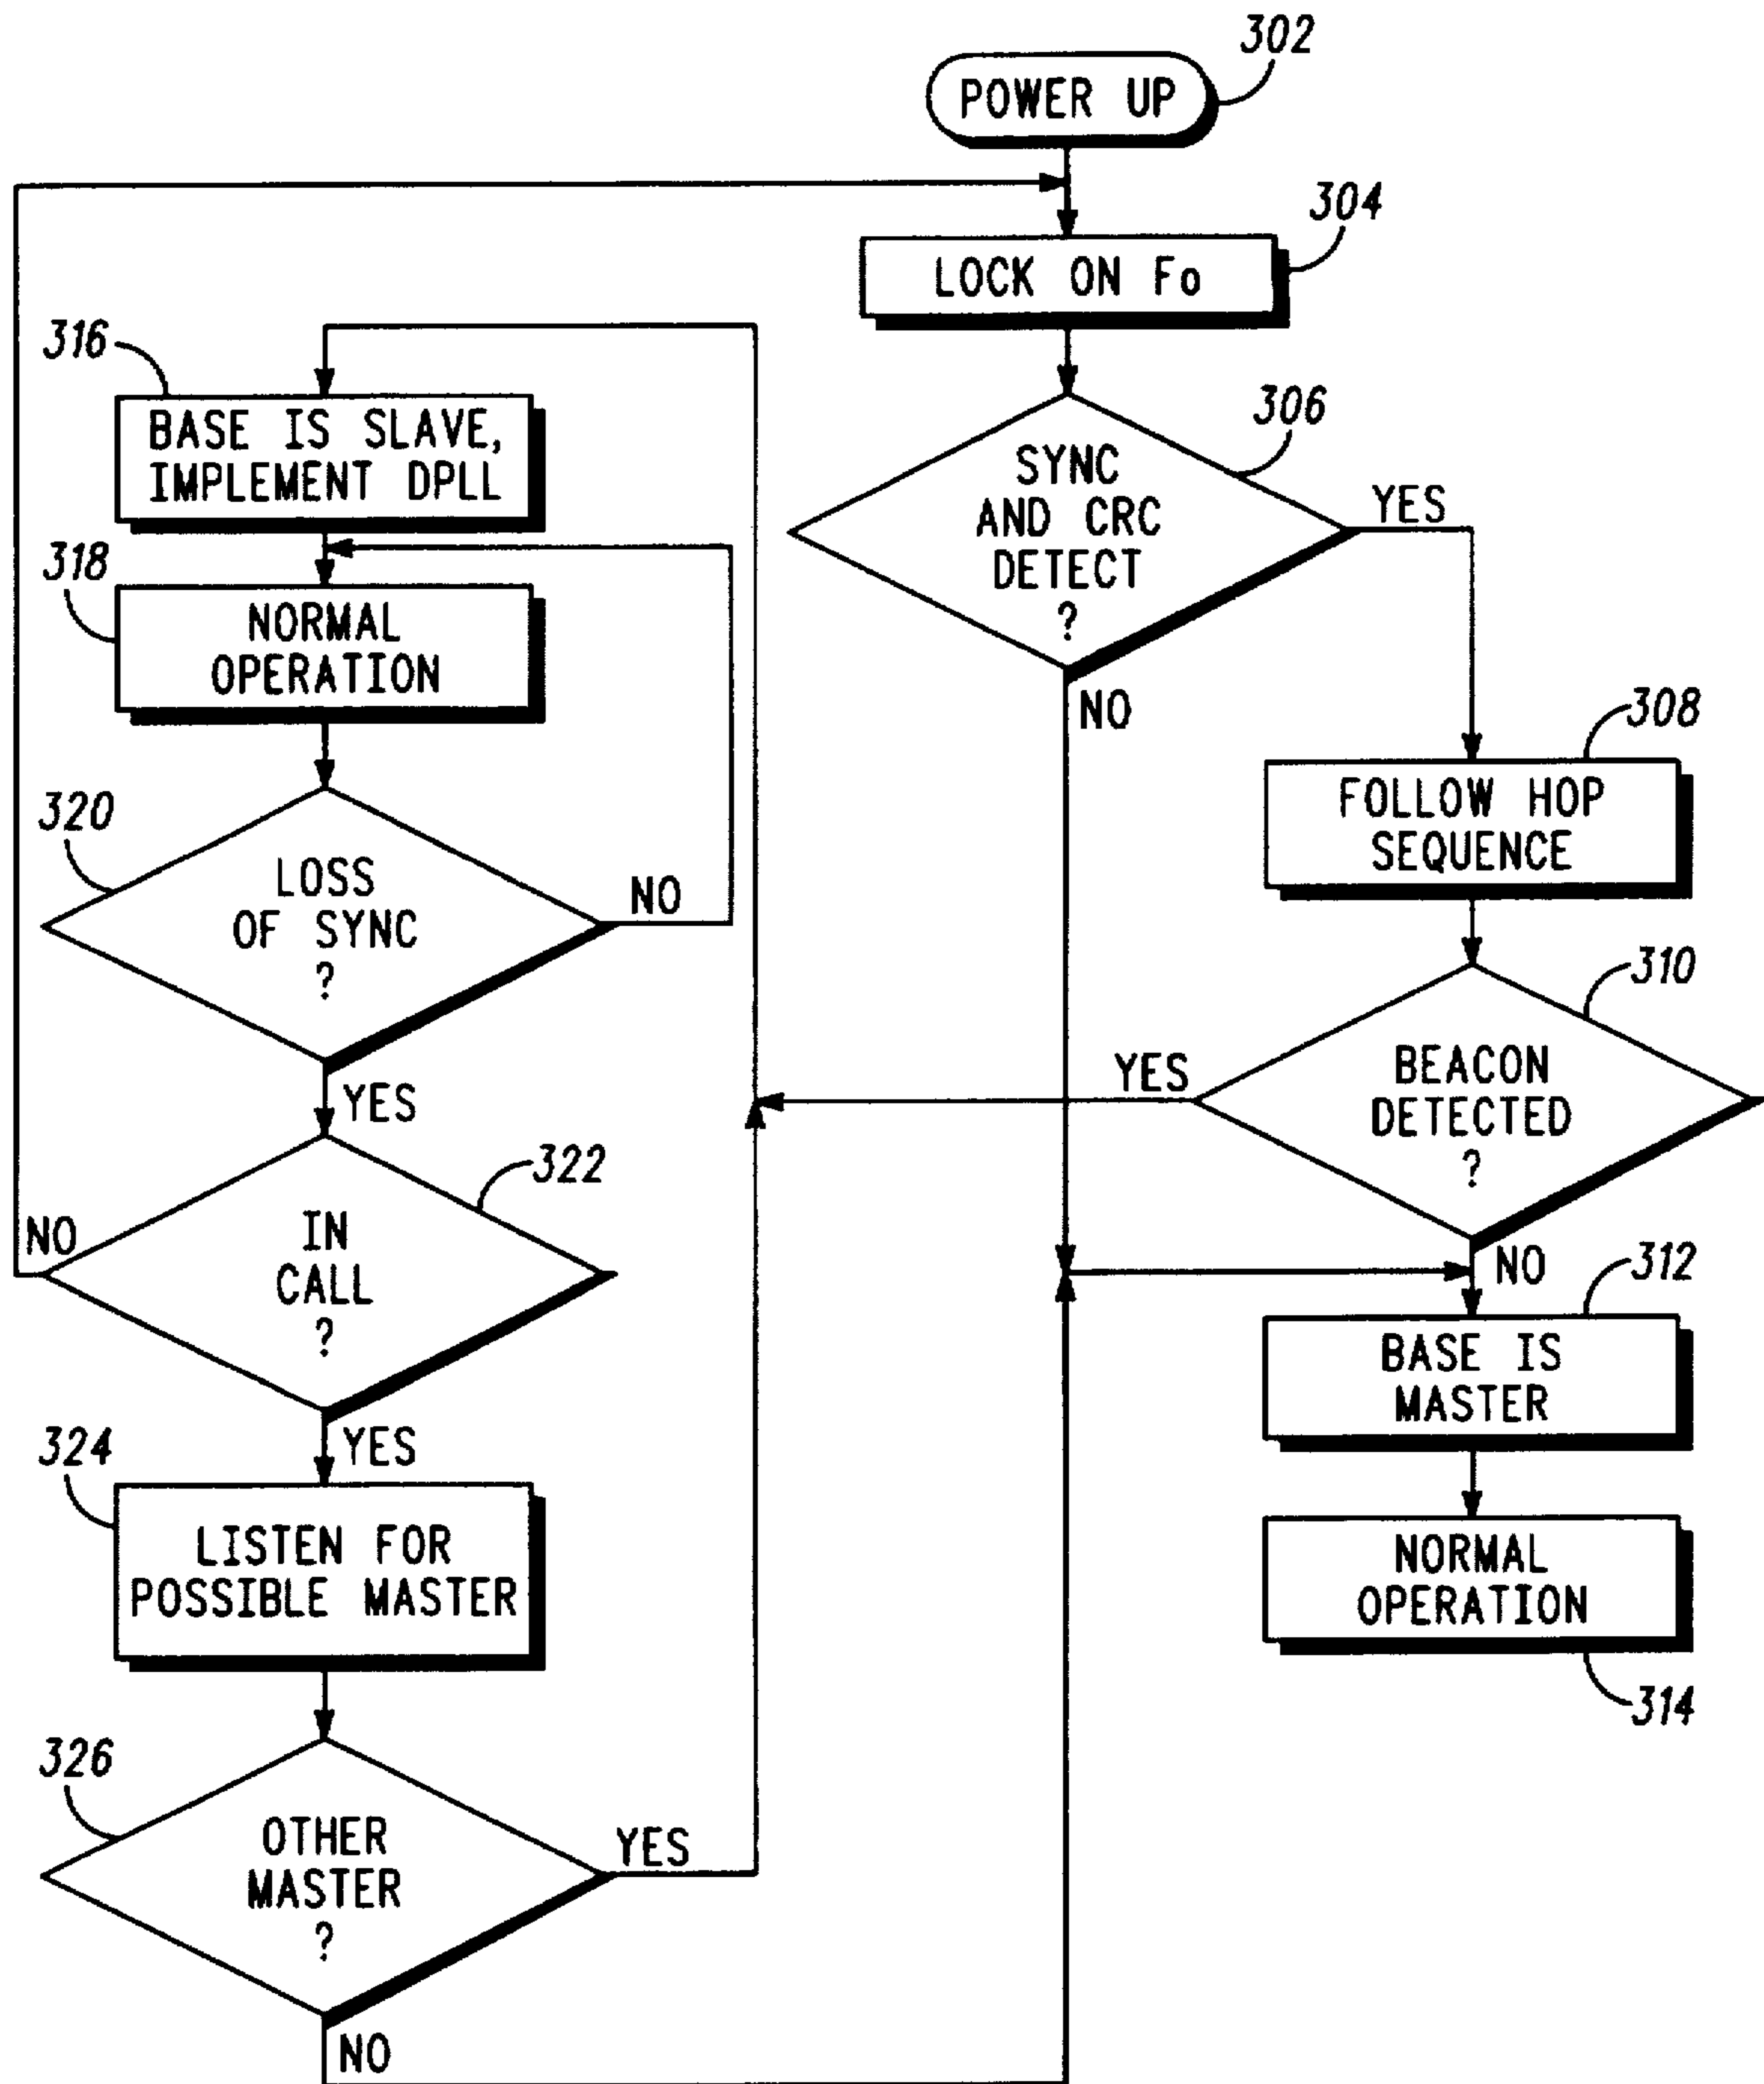 302
POWER UP
304
LOCK ON Fo
316
BASE IS SLAVE,
IMPLEMENT DPLL
306
SYNC
AND CRC
DETECT
?
YES
NO
318
NORMAL
OPERATION
308
FOLLOW HOP
SEQUENCE
320
LOSS
OF SYNC
?
NO
YES
310
BEACON
DETECTED
?
YES
NO
322
IN
CALL
?
NO
YES
312
BASE IS
MASTER
324
LISTEN FOR
POSSIBLE MASTER
NORMAL
OPERATION
314
326
OTHER
MASTER
?
YES
NO